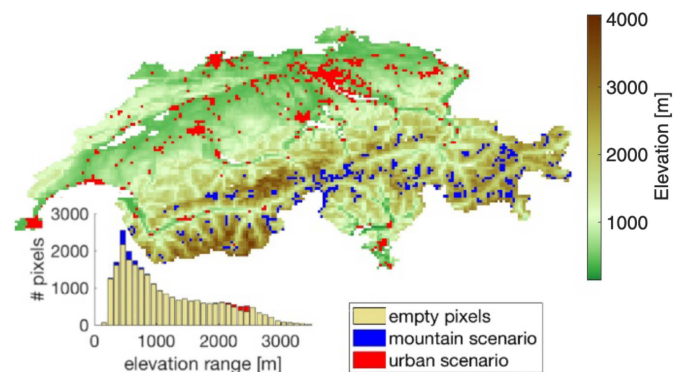 4000
3000
2000
1000
Elevation [m]
3000
2000
1000
0
# pixels
0
1000
2000
3000
elevation range [m]
empty pixels
mountain scenario
urban scenario